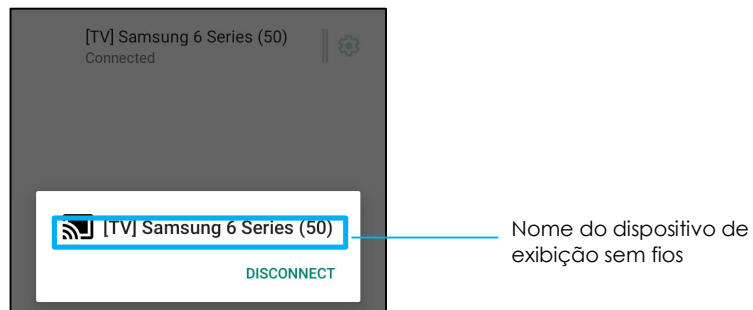 [TV] Samsung 6 Series (50)
Connected
[TV] Samsung 6 Series (50)
DISCONNECT
Nome do dispositivo de
exibição sem fios